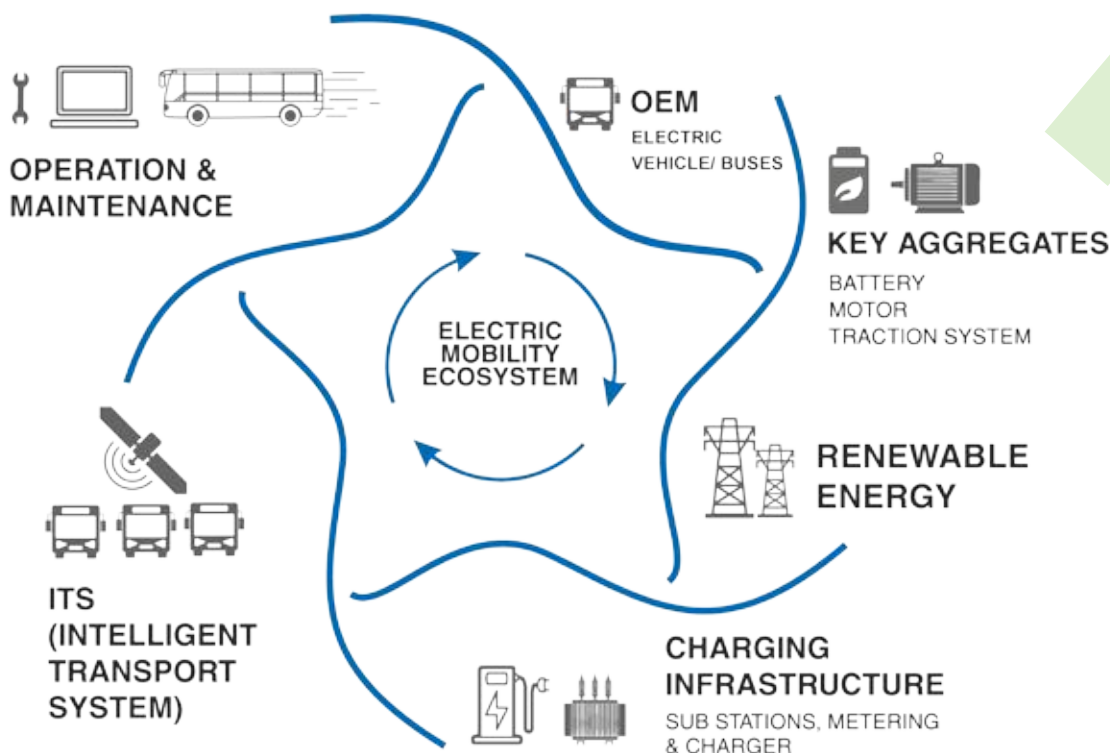 OPERATION &
MAINTENANCE
OEM
ELECTRIC
VEHICLE/ BUSES
KEY AGGREGATES
BATTERY
MOTOR
TRACTION SYSTEM
ELECTRIC
MOBILITY
ECOSYSTEM
RENEWABLE
ENERGY
ITS
(INTELLIGENT
TRANSPORT
SYSTEM)
CHARGING
INFRASTRUCTURE
SUB STATIONS, METERING
& CHARGER